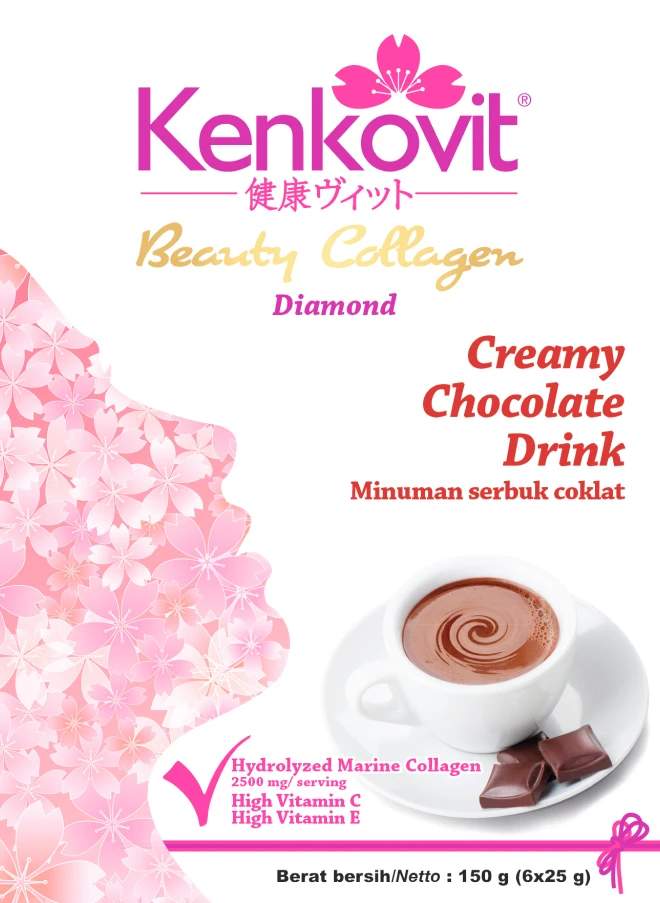 Kenkovit®
健康ヴィット
Beauty Collagen
Diamond
Creamy
Chocolate
Drink
Minuman serbuk coklat
Hydrolyzed Marine Collagen
2500 mg/ serving
High Vitamin C
High Vitamin E
Berat bersih/Netto : 150 g (6x25 g)